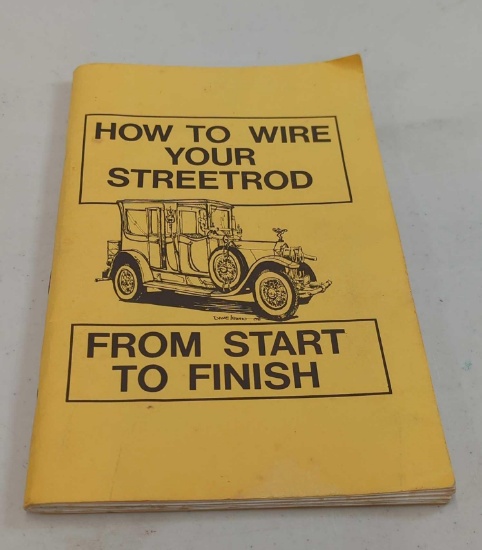 HOW TO WIRE
YOUR
STREETROD
FROM START
TO FINISH